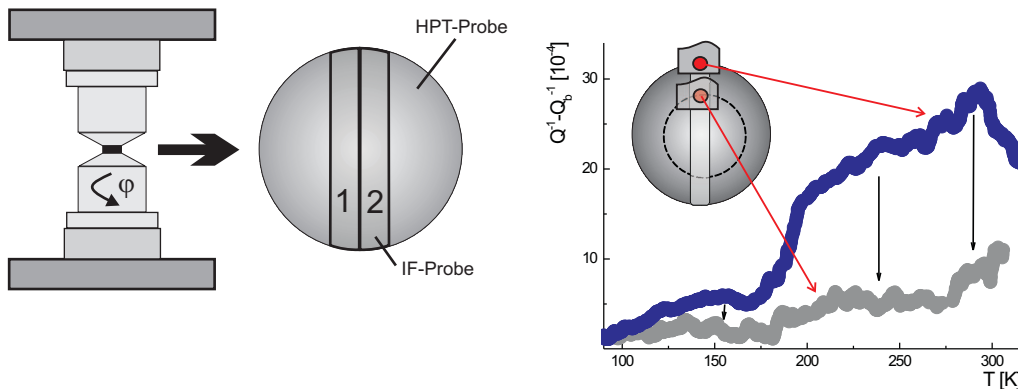 HPT-Probe
φ
1 2
IF-Probe
Q⁻¹-Q_b⁻¹ [10⁻⁴]
30
20
10
100 150 200 250 300
T [K]